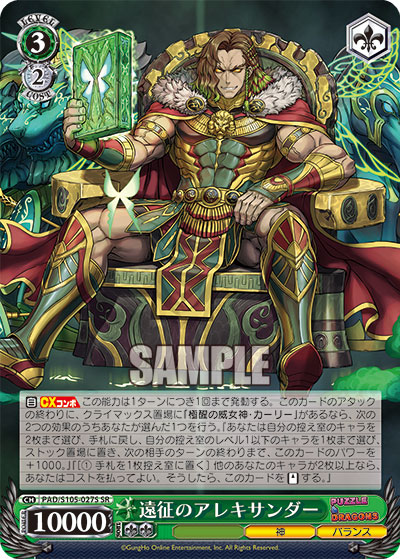 LEVEL
3
2
COST
SAMPLE
CXコンボ この能力は1ターンにつき1回まで発動する。このカードのアタック
の終わりに、クライマックス置場に「極醒の威女神・カーリー」があるなら、次
の2つの効果のうちあなたが選んだ1つを行う。『あなたは自分の控え室のキャラを
2枚まで選び、手札に戻し、自分の控え室のレベル1以下のキャラを1枚まで選び、
ストック置場に置き、次の相手のターンの終わりまで、このカードのパワーを
+1000。』『[① 手札を1枚控え室に置く] 他のあなたのキャラが2枚以上あるなら、
あなたはコストを払ってよい。そうしたら、このカードを
する。』
CH PAD/S105-027S SR
遠征のアレキサンダー
PUZZLE & DRAGONS
10000
神
バランス
©GungHo Online Entertainment, Inc. All Rights Reserved.